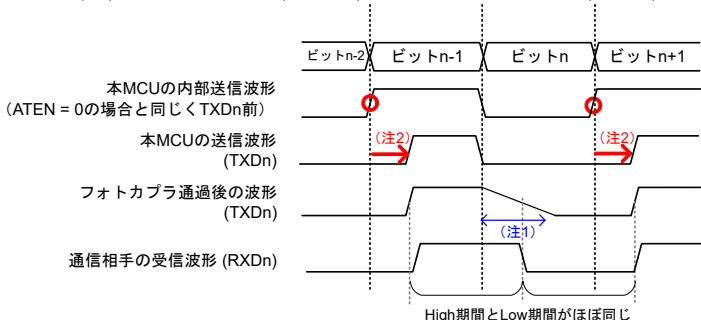 ビットn-2 ビットn-1 ビットn ビットn+1
本MCUの内部送信波形
（ATEN = 0の場合と同じくTXDn前）
本MCUの送信波形 （注2） （注2）
(TXDn)
フォトカプラ通過後の波形
(TXDn)
（注1）
通信相手の受信波形 (RXDn)
High期間とLow期間がほぼ同じ